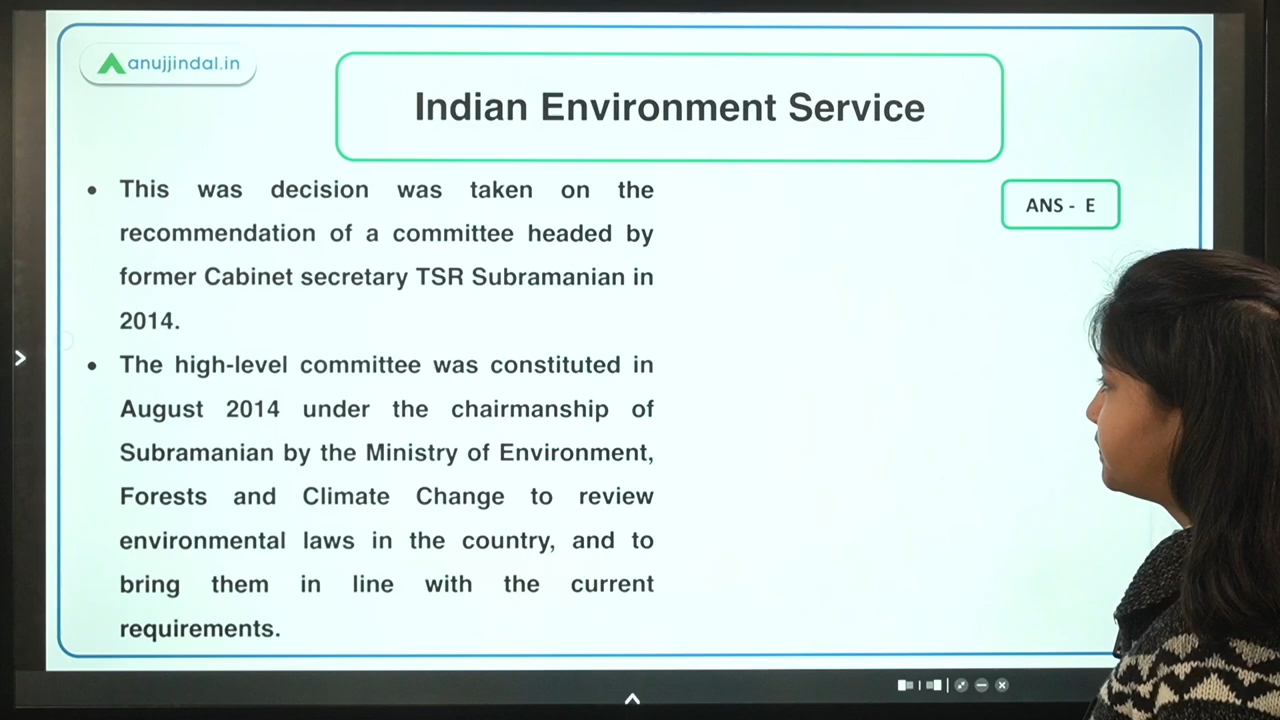 anujjindal.in
Indian Environment Service
• This was decision was taken on the
recommendation of a committee headed by
former Cabinet secretary TSR Subramanian in
2014.
• The high-level committee was constituted in
August 2014 under the chairmanship of
Subramanian by the Ministry of Environment,
Forests and Climate Change to review
environmental laws in the country, and to
bring them in line with the current
requirements.
ANS - E